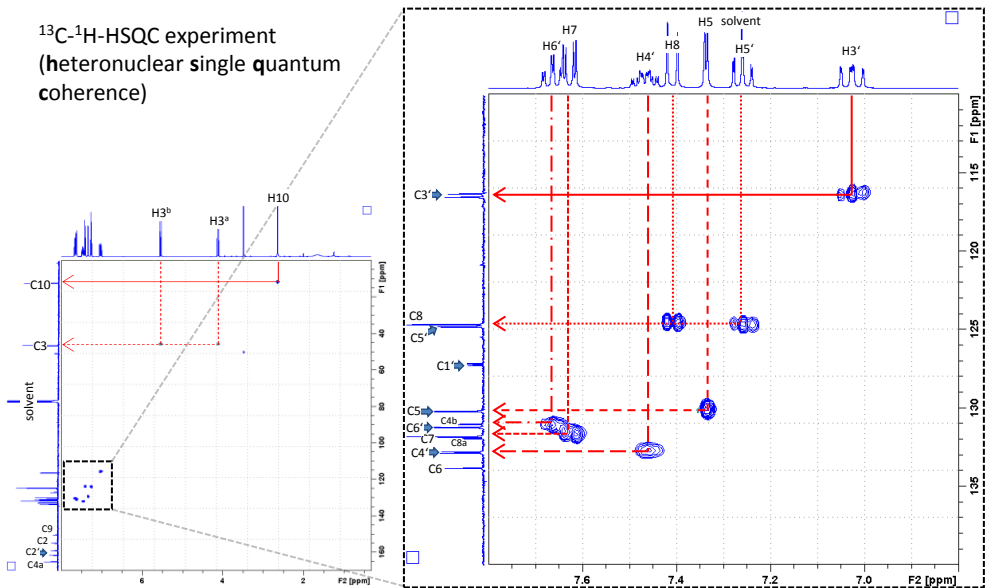 ¹³C-¹H-HSQC experiment
(heteronuclear single quantum
coherence)
H3ᵇ
H3ᵃ
H10
C10
C3
solvent
C9
C2
C2‘
C4a
F1 [ppm]
40
60
80
100
120
140
160
6
4
2
F2 [ppm]
H6‘
H7
H4‘
H8
H5
solvent
H5‘
H3‘
C3‘
C8
C5‘
C1‘
C5
C4b
C6‘
C7
C8a
C4‘
C6
F1 [ppm]
115
120
125
130
135
7.6
7.4
7.2
7.0
F2 [ppm]